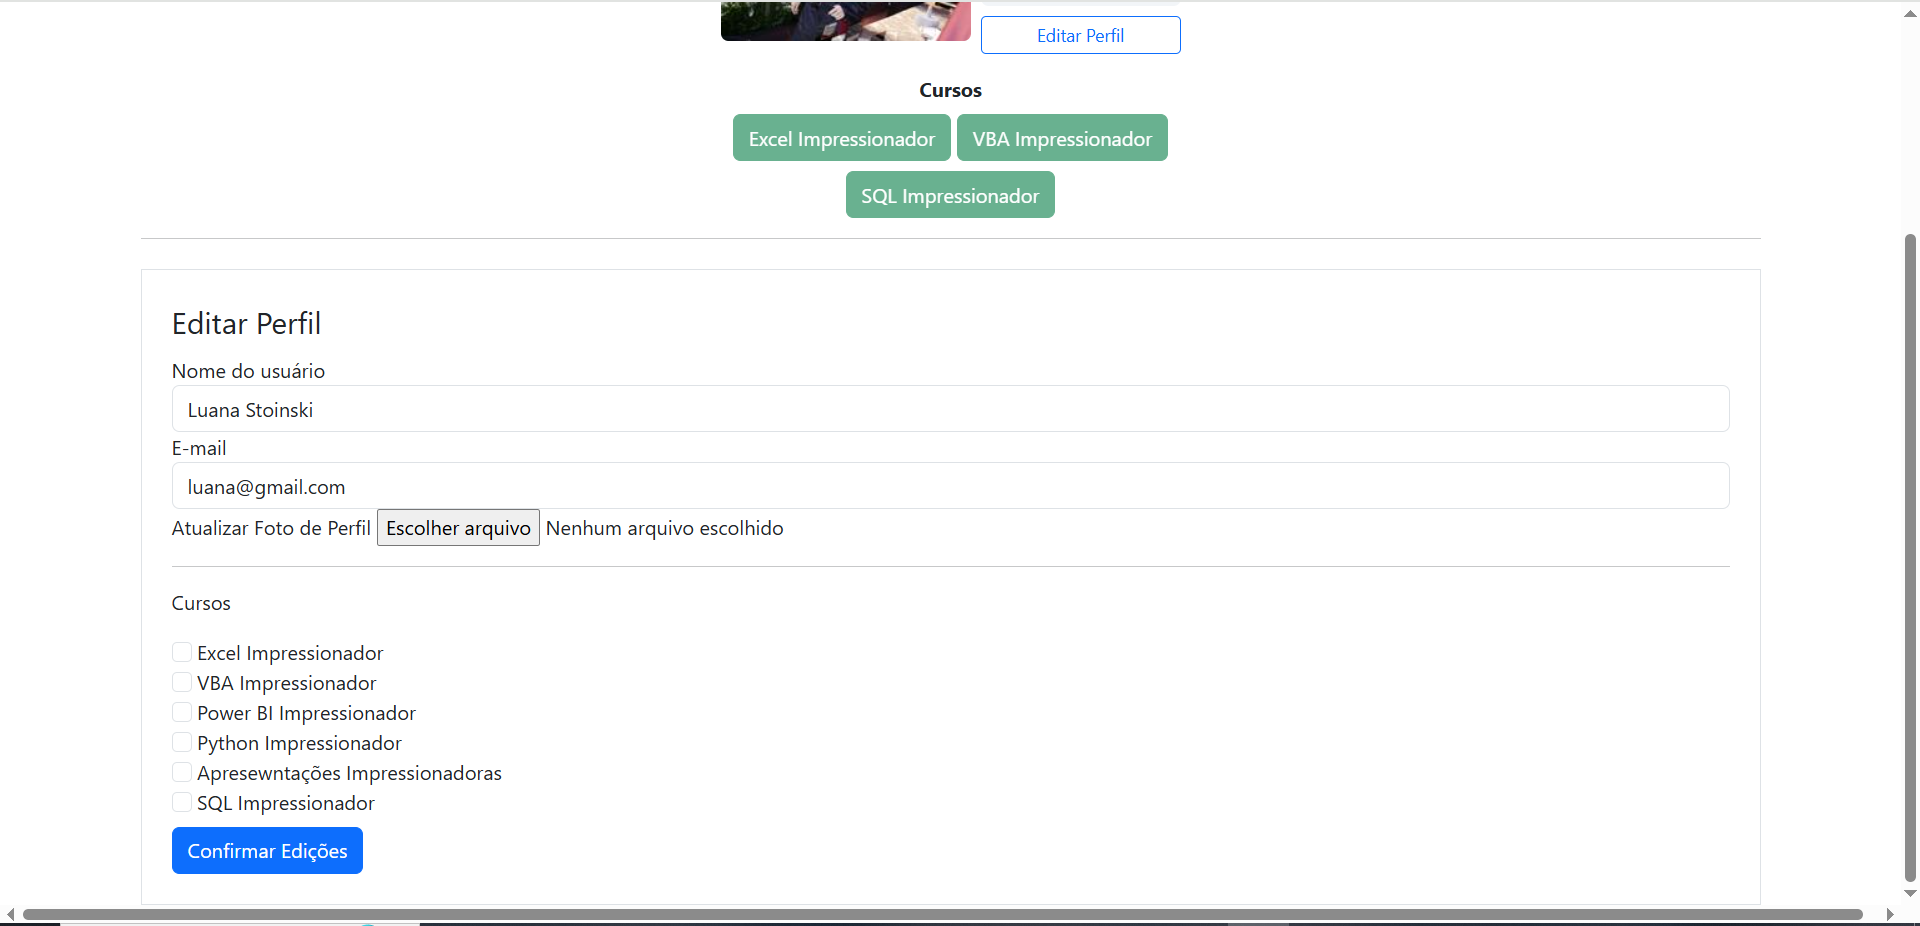 Editar Perfil
Cursos
Excel Impressionador VBA Impressionador
SQL Impressionador
Editar Perfil
Nome do usuário
Luana Stoinski
E-mail
luana@gmail.com
Atualizar Foto de Perfil Escolher arquivo Nenhum arquivo escolhido
Cursos
Excel Impressionador
VBA Impressionador
Power BI Impressionador
Python Impressionador
Apresewntações Impressionadoras
SQL Impressionador
Confirmar Edições